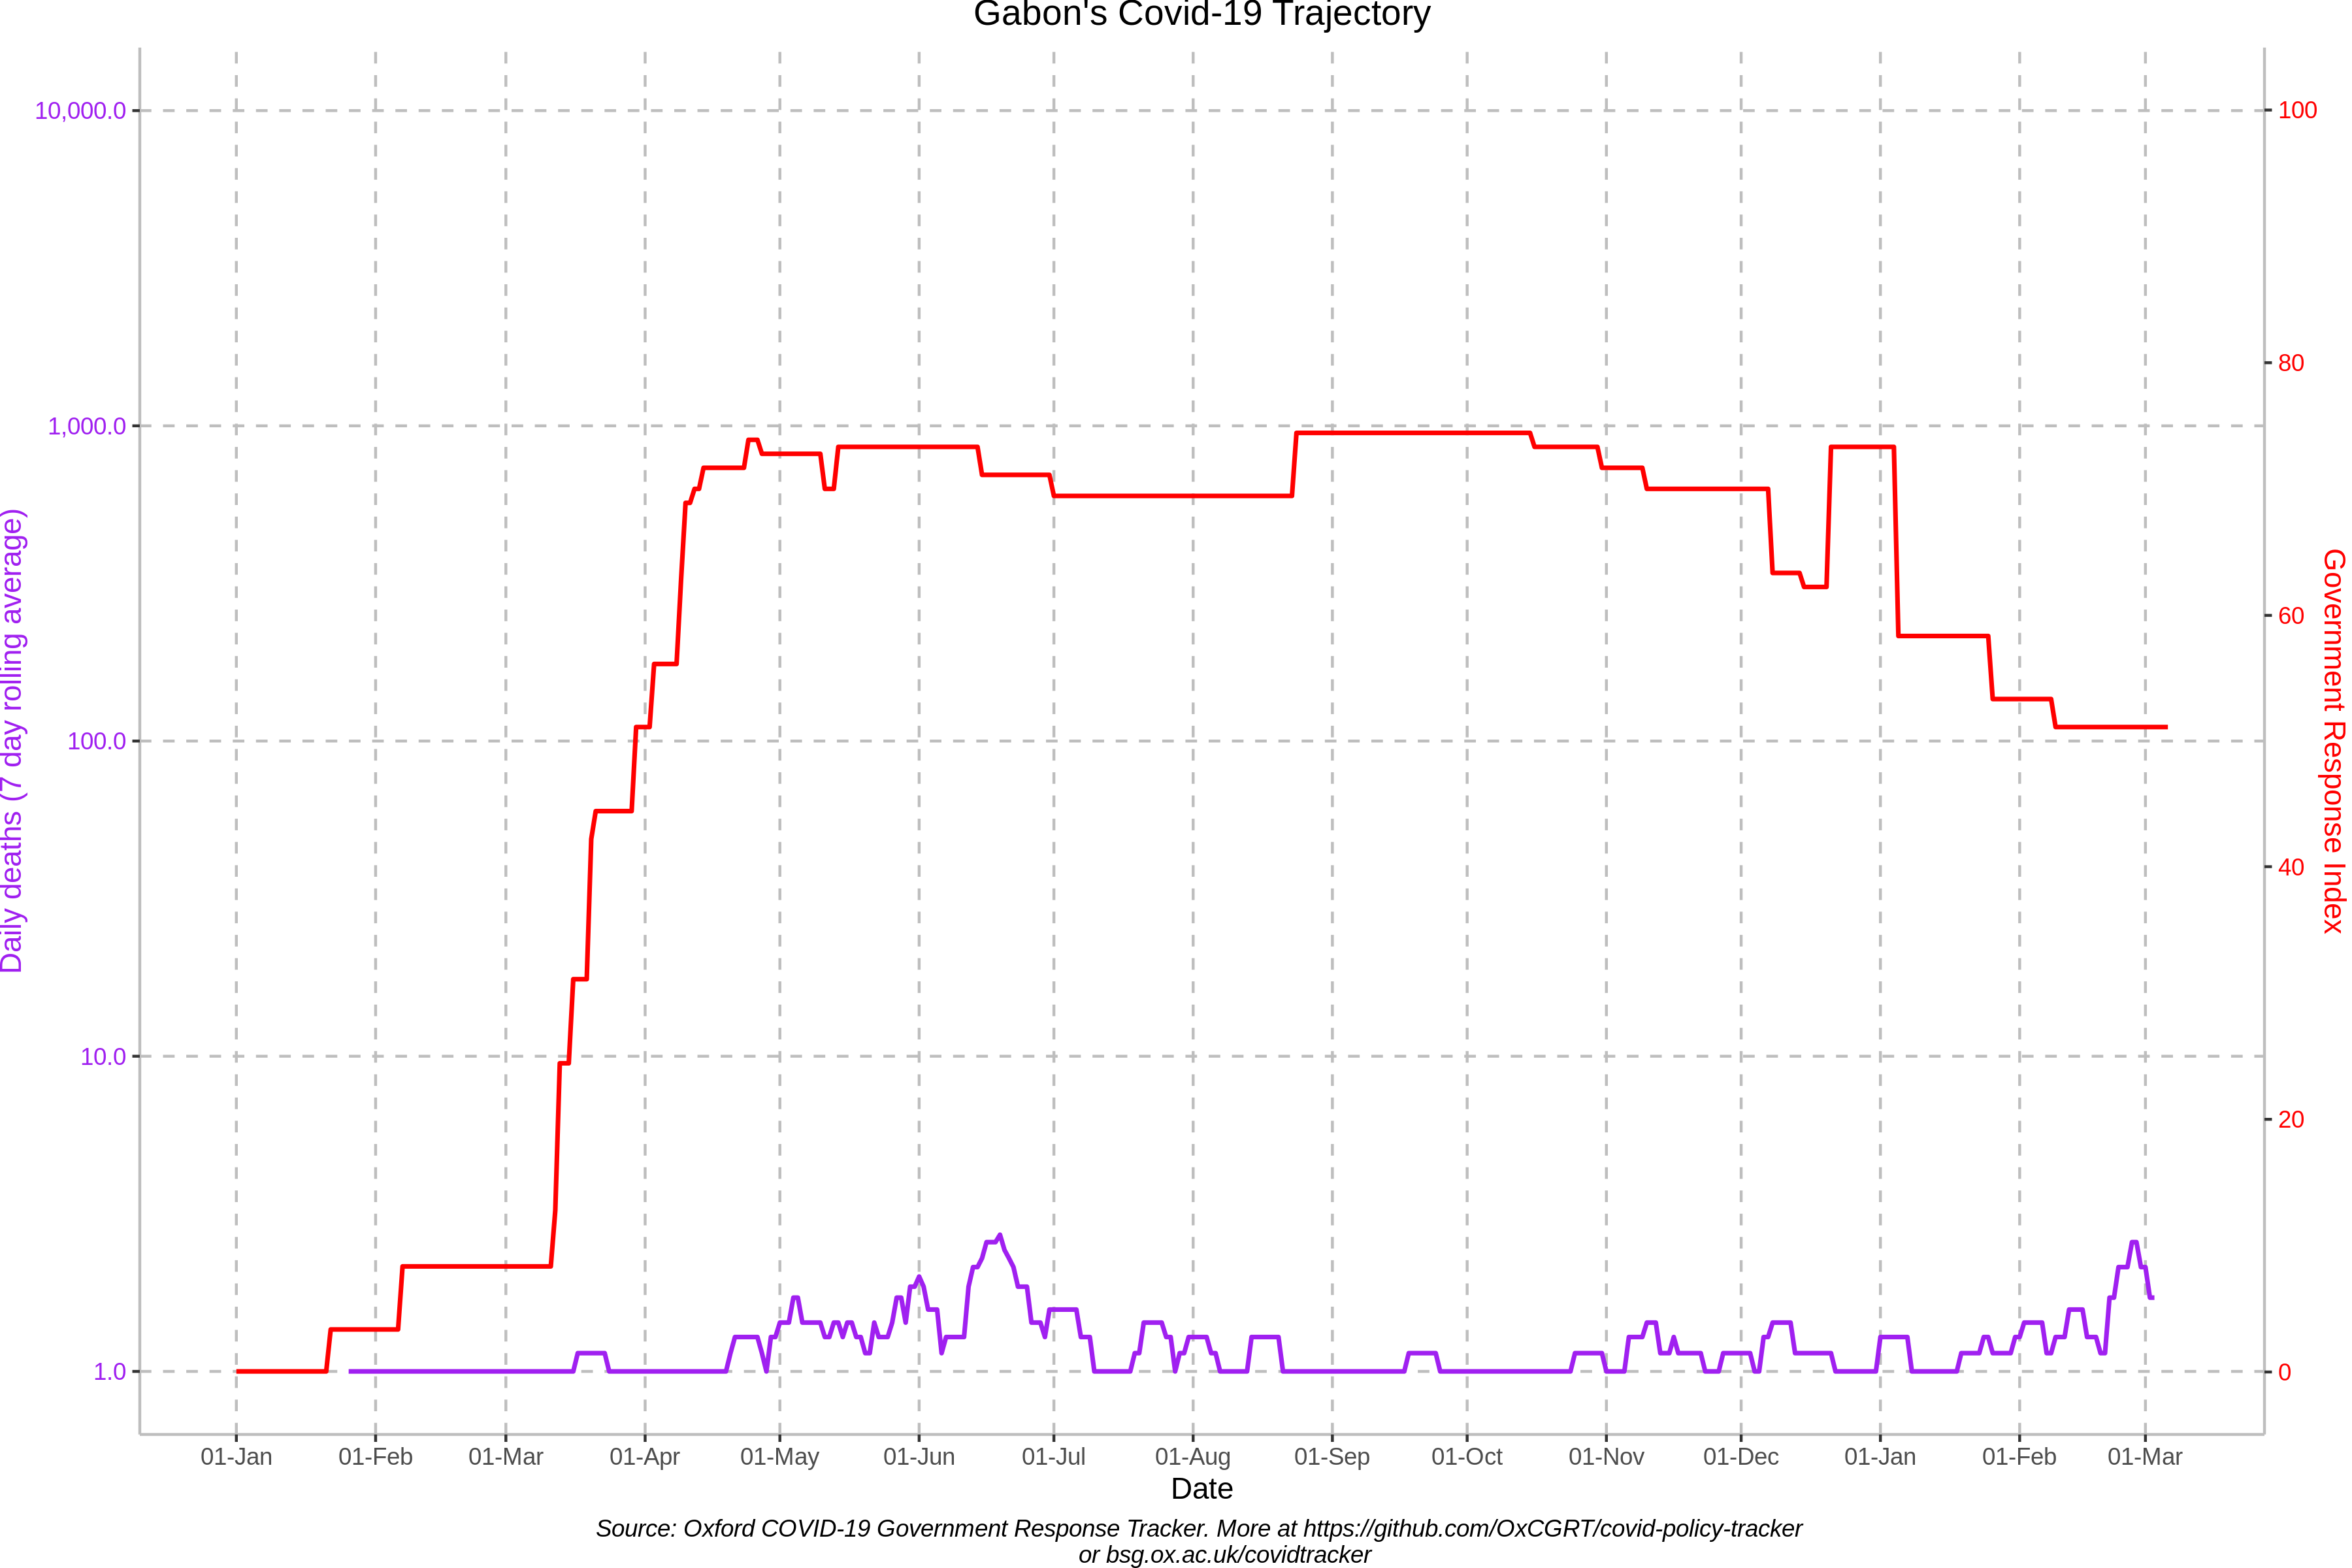 Gabon's Covid-19 Trajectory
10,000.0
1,000.0
100.0
10.0
1.0
Daily deaths (7 day rolling average)
100
80
60
40
20
0
Government Response Index
01-Jan 01-Feb 01-Mar 01-Apr 01-May 01-Jun 01-Jul 01-Aug 01-Sep 01-Oct 01-Nov 01-Dec 01-Jan 01-Feb 01-Mar
Date
Source: Oxford COVID-19 Government Response Tracker. More at https://github.com/OxCGRT/covid-policy-tracker
or bsg.ox.ac.uk/covidtracker